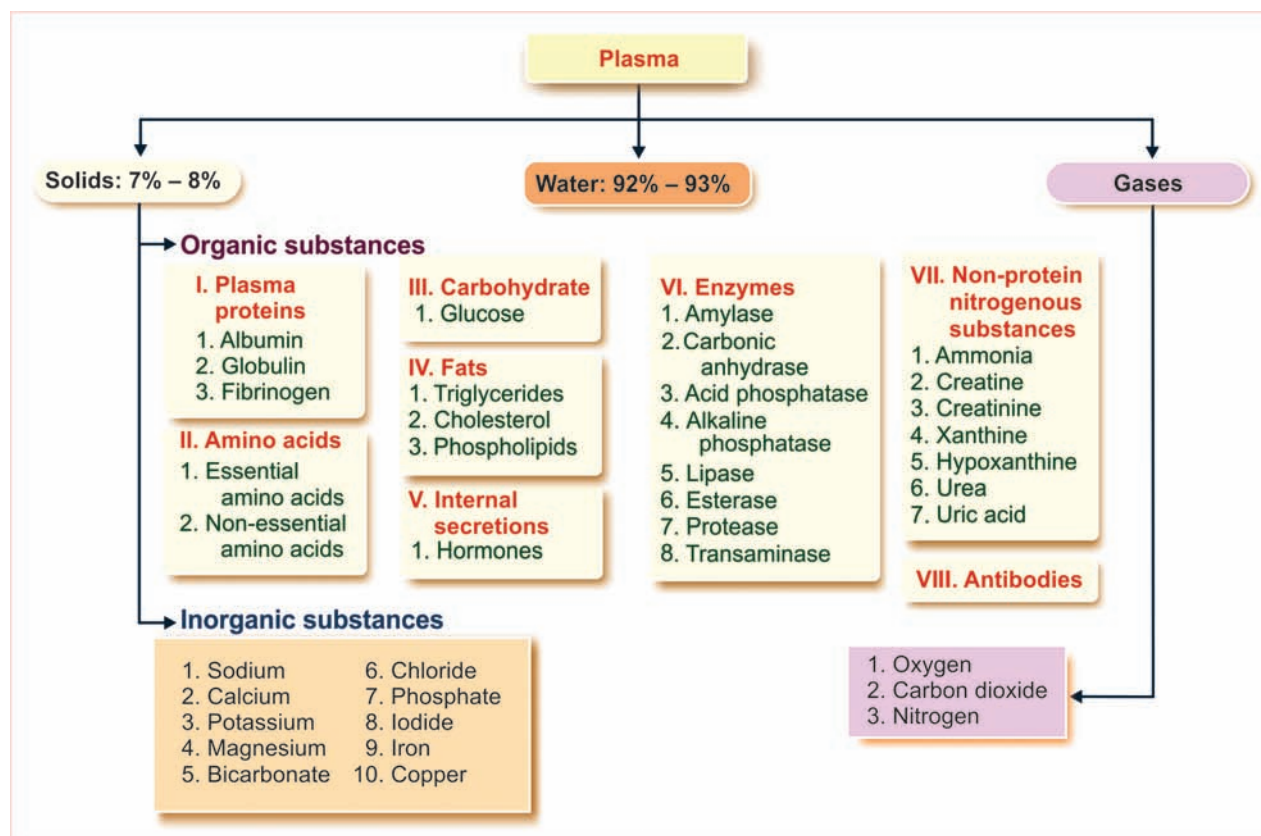 Plasma
Solids: 7% – 8%
Water: 92% – 93%
Gases
Organic substances
I. Plasma
proteins
1. Albumin
2. Globulin
3. Fibrinogen
II. Amino acids
1. Essential
amino acids
2. Non-essential
amino acids
III. Carbohydrate
1. Glucose
IV. Fats
1. Triglycerides
2. Cholesterol
3. Phospholipids
V. Internal
secretions
1. Hormones
VI. Enzymes
1. Amylase
2. Carbonic
anhydrase
3. Acid phosphatase
4. Alkaline
phosphatase
5. Lipase
6. Esterase
7. Protease
8. Transaminase
VII. Non-protein
nitrogenous
substances
1. Ammonia
2. Creatine
3. Creatinine
4. Xanthine
5. Hypoxanthine
6. Urea
7. Uric acid
VIII. Antibodies
Inorganic substances
1. Sodium
2. Calcium
3. Potassium
4. Magnesium
5. Bicarbonate
6. Chloride
7. Phosphate
8. Iodide
9. Iron
10. Copper
1. Oxygen
2. Carbon dioxide
3. Nitrogen